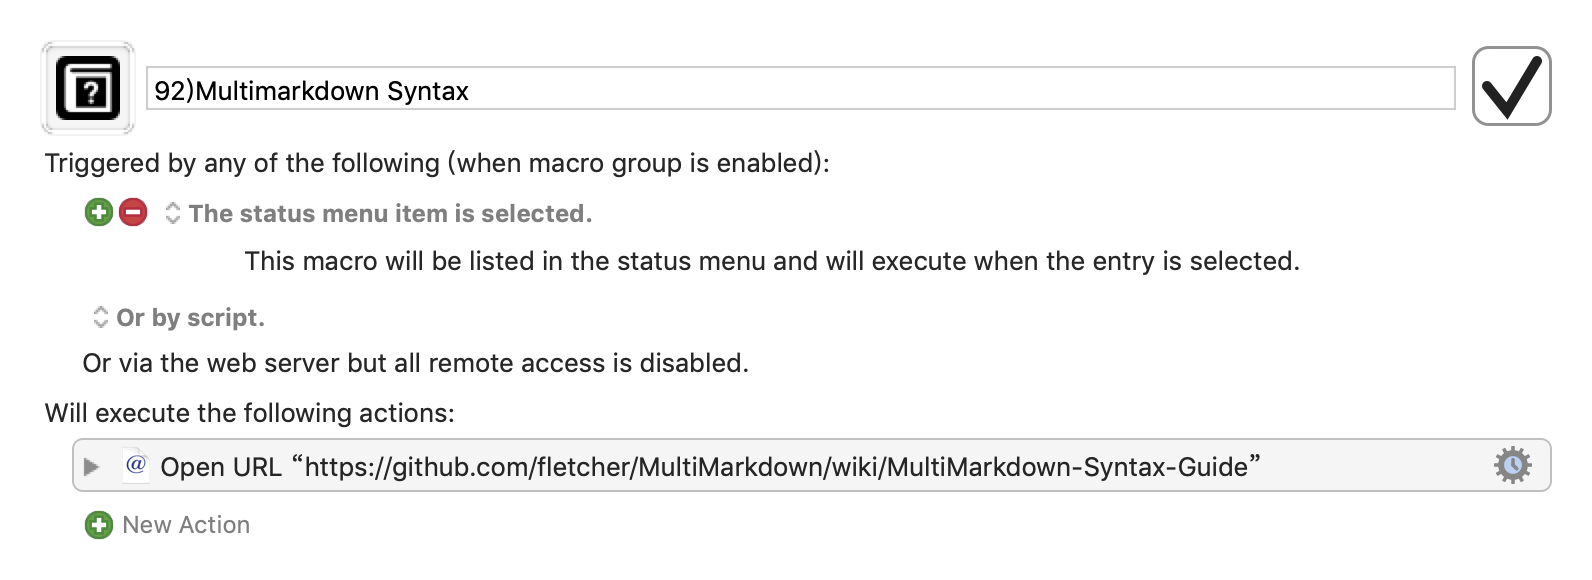 92)Multimarkdown Syntax
Triggered by any of the following (when macro group is enabled):
The status menu item is selected.
This macro will be listed in the status menu and will execute when the entry is selected.
Or by script.
Or via the web server but all remote access is disabled.
Will execute the following actions:
@ Open URL “https://github.com/fletcher/MultiMarkdown/wiki/MultiMarkdown-Syntax-Guide”
New Action